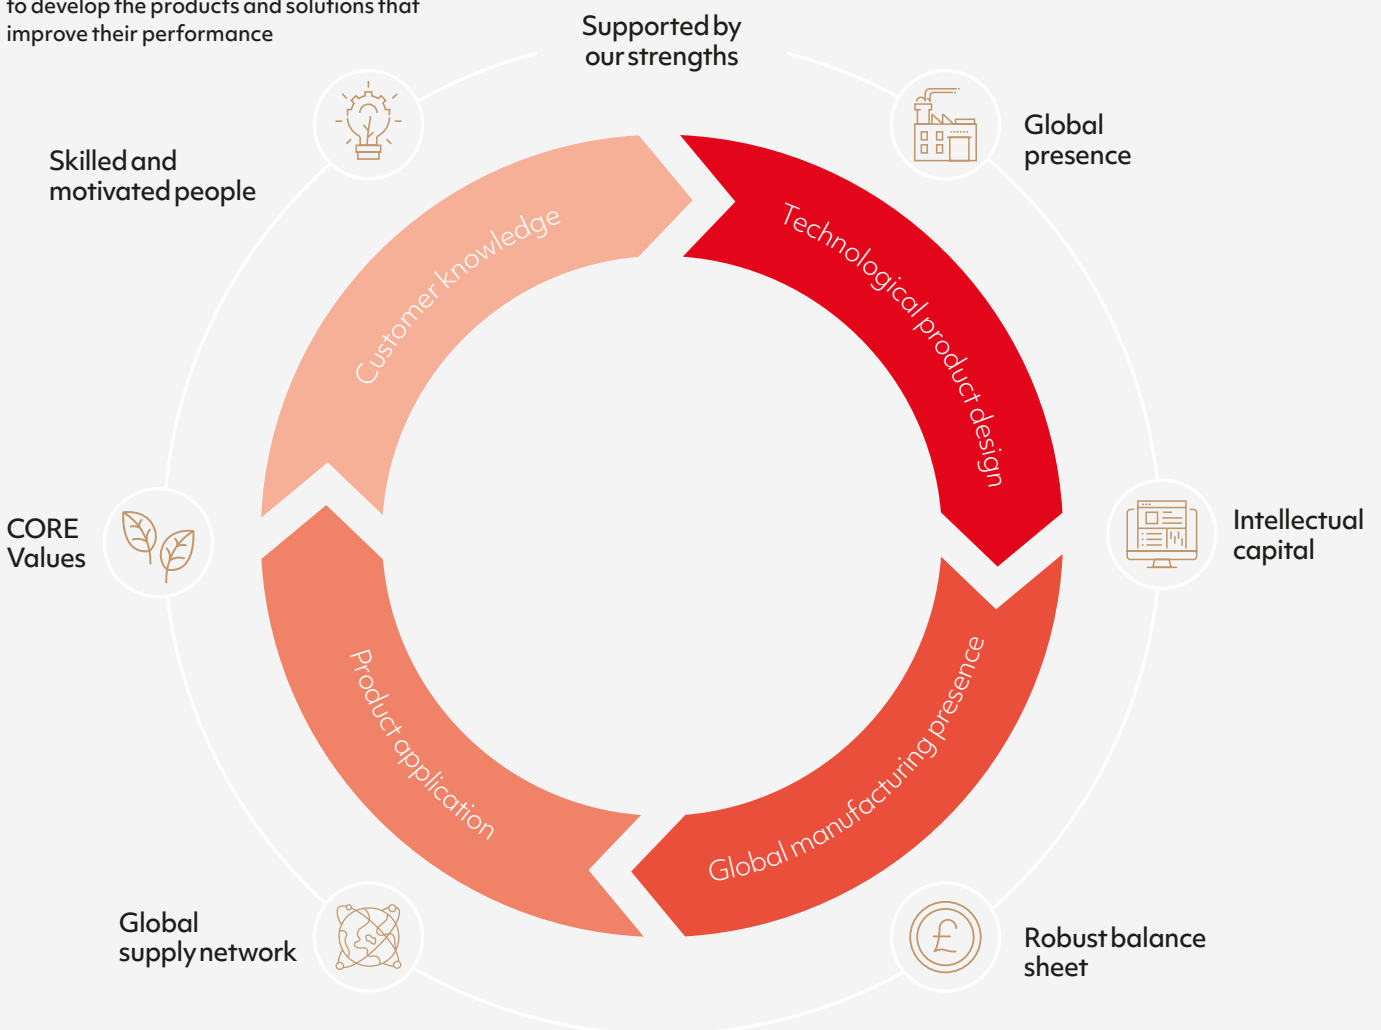 to develop the products and solutions that
improve their performance
Supported by
our strengths
Global
presence
Skilled and
motivated people
Customer knowledge
Technological product design
CORE
Values
Intellectual
capital
Product application
Global manufacturing presence
Global
supply network
Robust balance
sheet
£